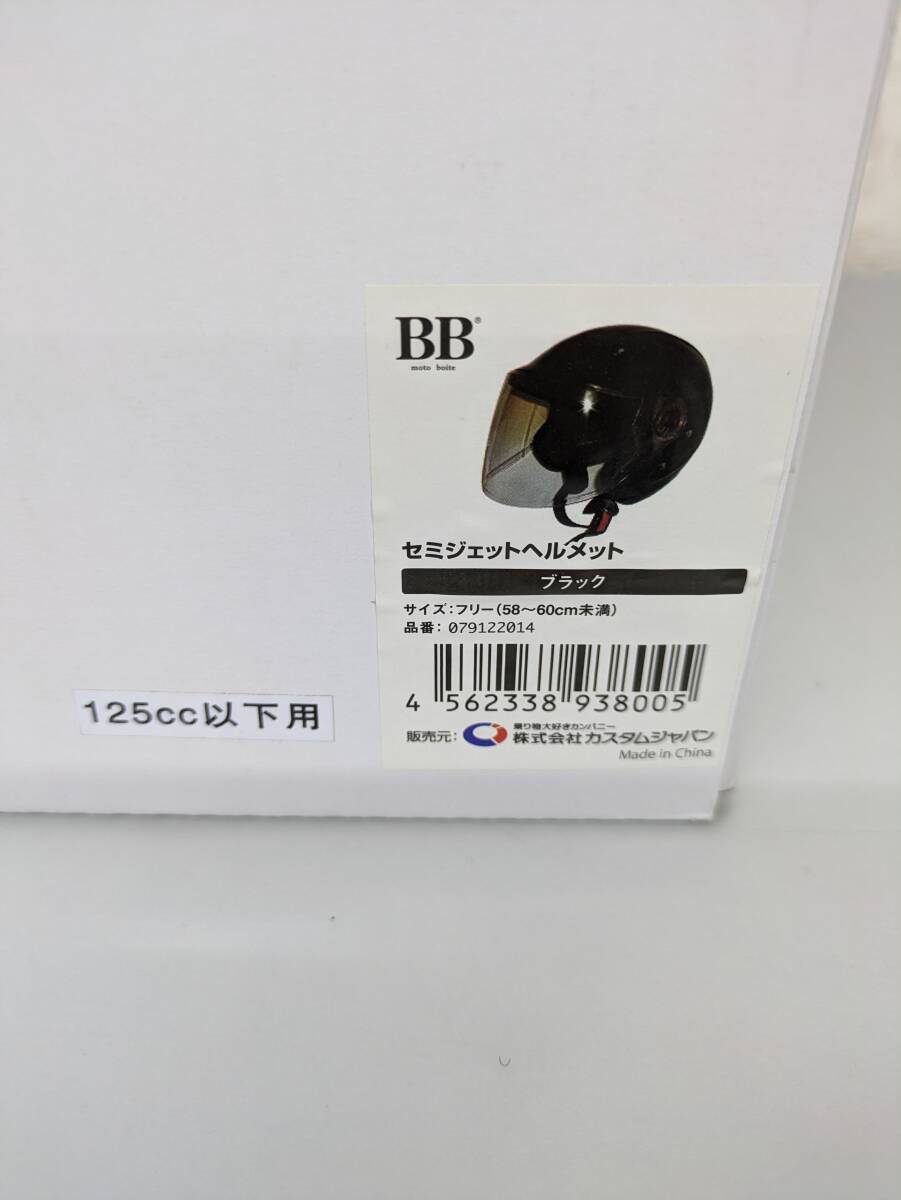 BB®
moto boite
セミジェットヘルメット
ブラック
サイズ：フリー（58～60cm未満）
品番：079122014
4 562338 938005
販売元： 乗り物大好きカンパニー
株式会社 カスタムジャパン
Made in China
125cc以下用